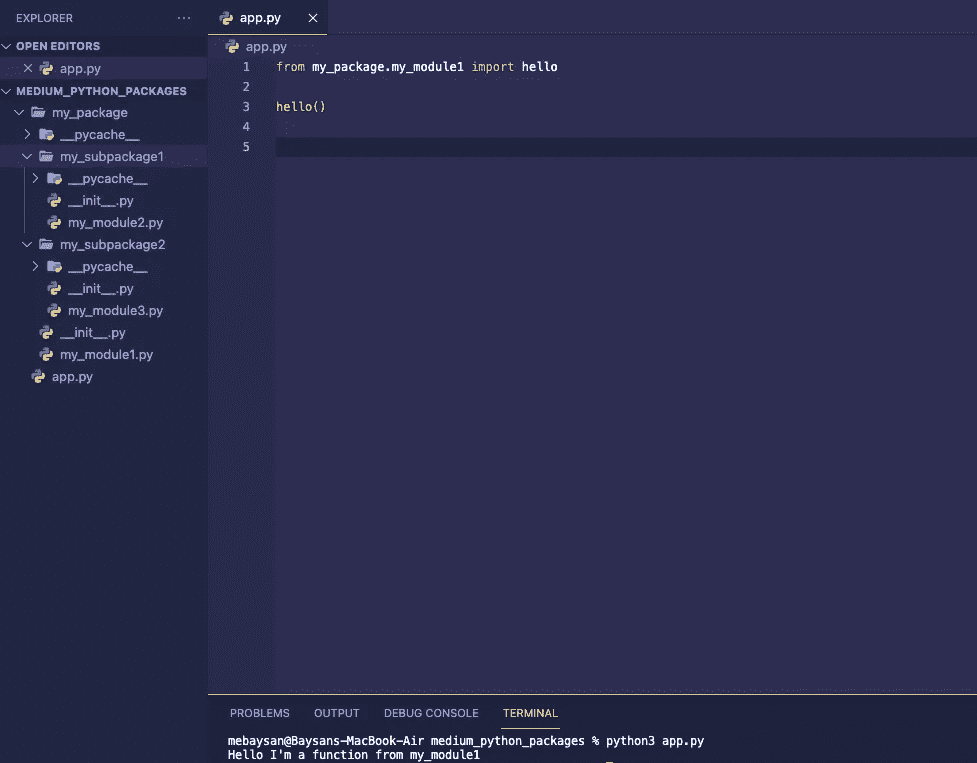 EXPLORER
···
OPEN EDITORS
app.py
MEDIUM_PYTHON_PACKAGES
my_package
__pycache__
my_subpackage1
__pycache__
__init__.py
my_module2.py
my_subpackage2
__pycache__
__init__.py
my_module3.py
__init__.py
my_module1.py
app.py
app.py
app.py
1 from my_package.my_module1 import hello
2
3 hello()
4
5
PROBLEMS OUTPUT DEBUG CONSOLE TERMINAL
mebaysan@Baysans-MacBook-Air medium_python_packages % python3 app.py
Hello I'm a function from my_module1